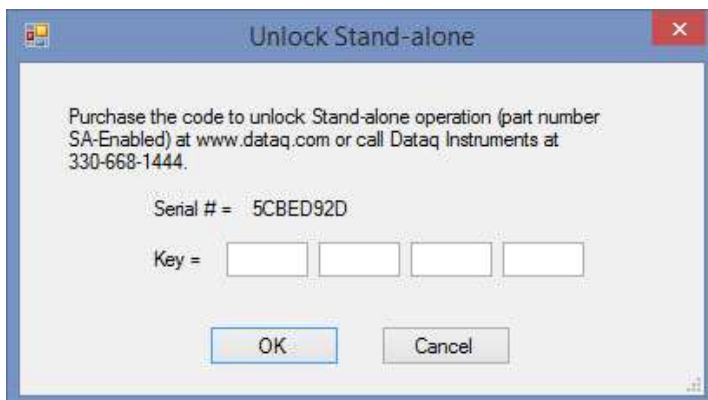 Unlock Stand-alone
Purchase the code to unlock Stand-alone operation (part number
SA-Enabled) at www.dataq.com or call Dataq Instruments at
330-668-1444.
Serial # = 5CBED92D
Key =
OK Cancel